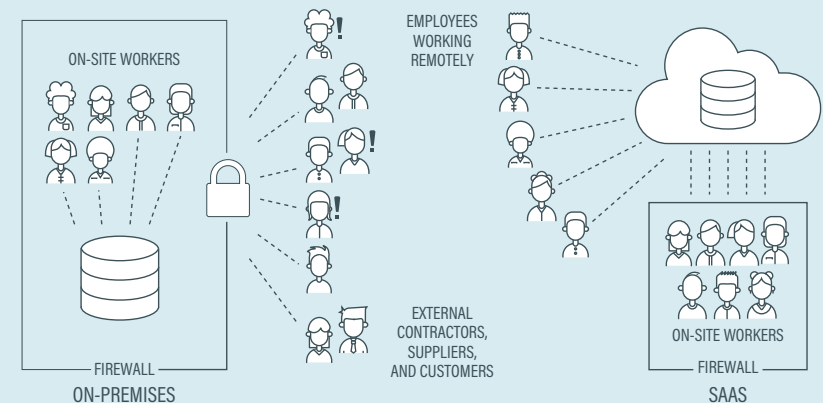 ON-SITE WORKERS
!
!
!
FIREWALL
ON-PREMISES
EMPLOYEES
WORKING
REMOTELY
EXTERNAL
CONTRACTORS,
SUPPLIERS,
AND CUSTOMERS
ON-SITE WORKERS
FIREWALL
SAAS